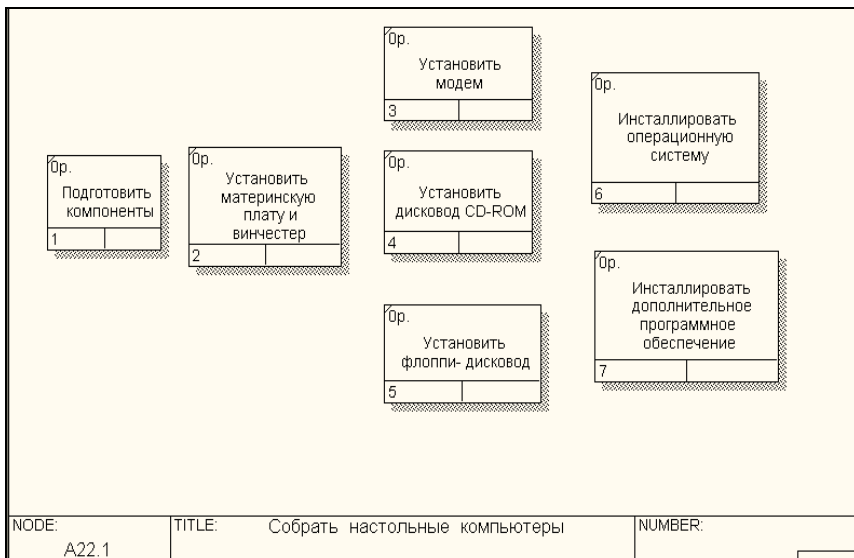 0р.
Подготовить
компоненты
1
0р.
Установить
материнскую
плату и
винчестер
2
0р.
Установить
модем
3
0р.
Установить
дисковод CD-ROM
4
0р.
Установить
флоппи- дисковод
5
0р.
Инсталлировать
операционную
систему
6
0р.
Инсталлировать
дополнительное
программное
обеспечение
7
NODE:
A22.1
TITLE:
Собрать настольные компьютеры
NUMBER: